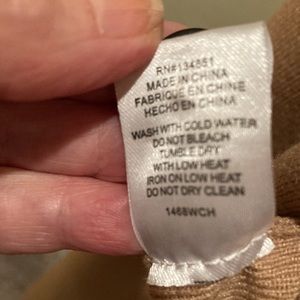 RN#134851
MADE IN CHINA
FABRIQUE EN CHINE
HECHO EN CHINA
WASH WITH COLD WATER
DO NOT BLEACH
TUMBLE DRY
WITH LOW HEAT
IRON ON LOW HEAT
DO NOT DRY CLEAN
1468WCH